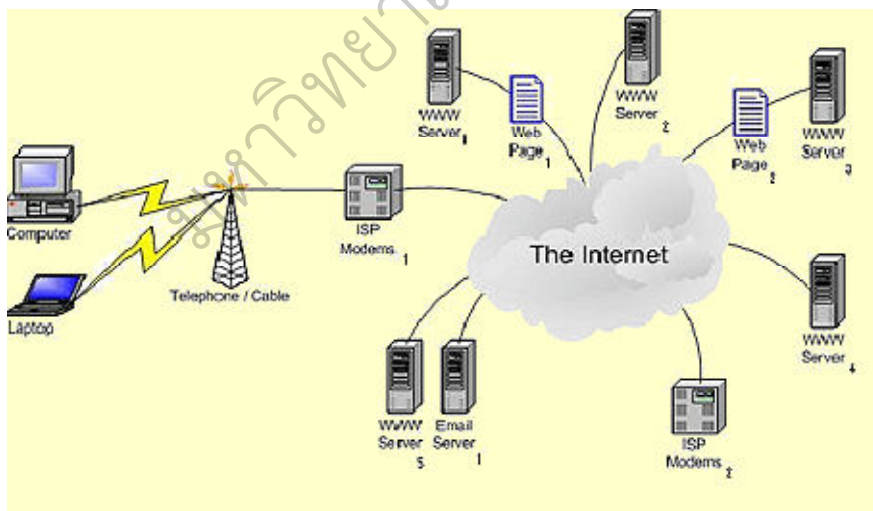 WWW
Server 1
Web
Page 1
WWW
Server 2
Web
Page 2
WWW
Server 3
Computer
ISP
Modems 1
The Internet
Telephone / Cable
Laptop
WWW
Server 4
WWW
Server 5
Email
Server 1
ISP
Modems 2